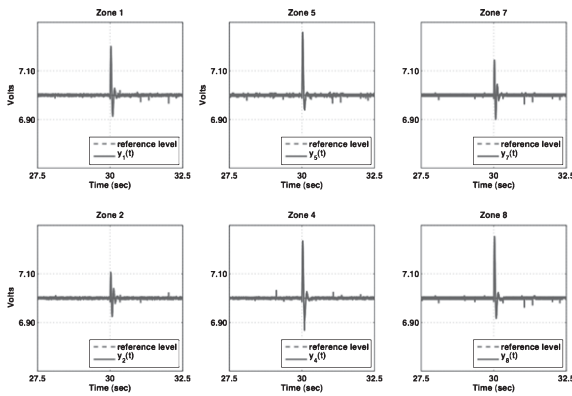 Zone 1
Zone 5
Zone 7
Volts
7.10
6.90
reference level
y1(t)
27.5 30 32.5
Time (sec)
Volts
7.10
6.90
reference level
y5(t)
27.5 30 32.5
Time (sec)
7.10
6.90
reference level
y7(t)
27.5 30 32.5
Time (sec)
Zone 2
Zone 4
Zone 8
Volts
7.10
6.90
reference level
y2(t)
27.5 30 32.5
Time (sec)
7.10
6.90
reference level
y4(t)
27.5 30 32.5
Time (sec)
7.10
6.90
reference level
y8(t)
27.5 30 32.5
Time (sec)